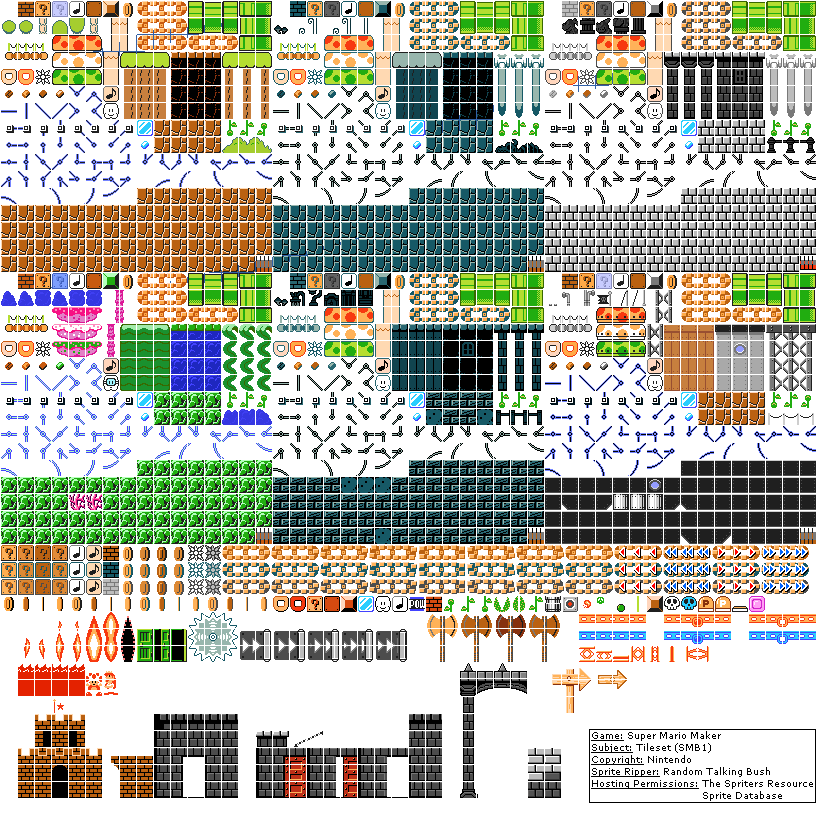 Game: Super Mario Maker
Subject: Tileset (SMB1)
Copyright: Nintendo
Sprite Ripper: Random Talking Bush
Hosting Permissions: The Spriters Resource
Sprite Database